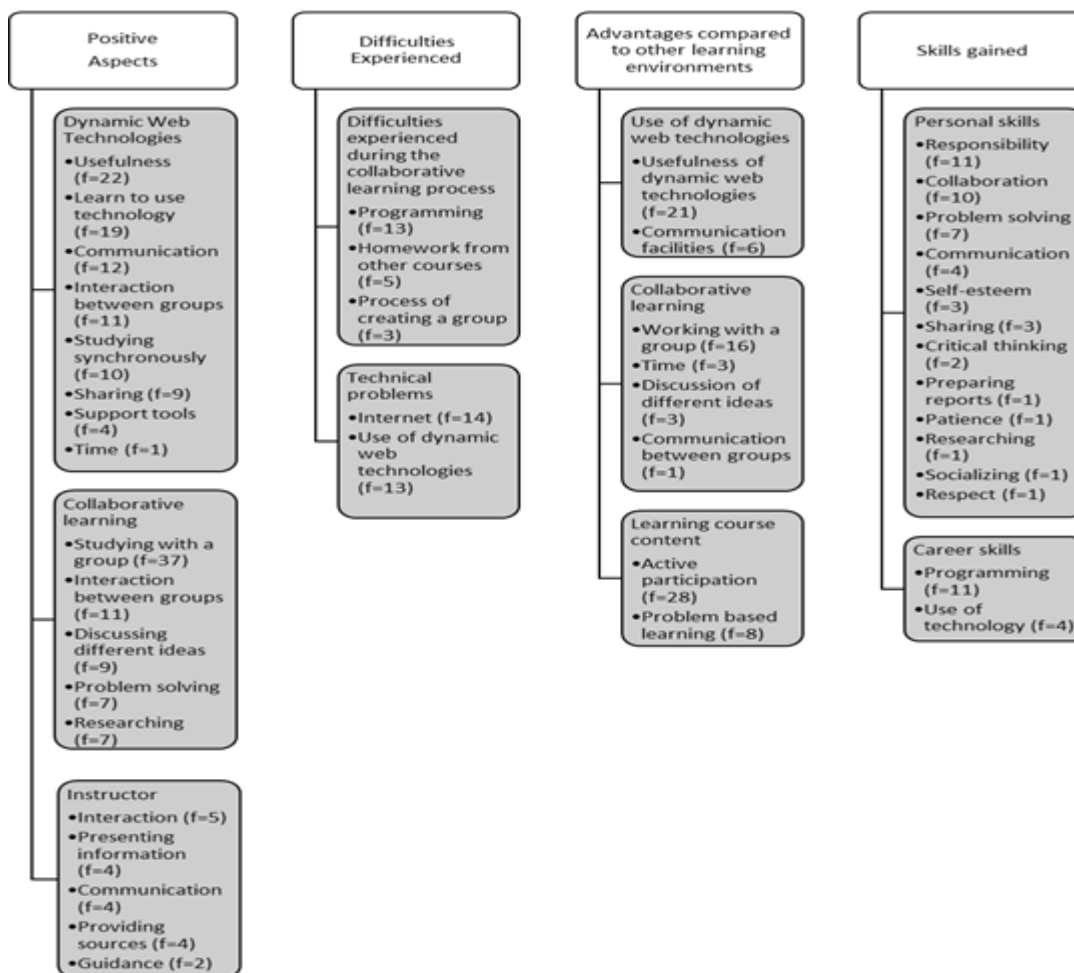 Positive
Aspects
Dynamic Web
Technologies
•Usefulness
(f=22)
•Learn to use
technology
(f=19)
•Communication
(f=12)
•Interaction
between groups
(f=11)
•Studying
synchronously
(f=10)
•Sharing (f=9)
•Support tools
(f=4)
•Time (f=1)
Collaborative
learning
•Studying with a
group (f=37)
•Interaction
between groups
(f=11)
•Discussing
different ideas
(f=9)
•Problem solving
(f=7)
•Researching
(f=7)
Instructor
•Interaction (f=5)
•Presenting
information
(f=4)
•Communication
(f=4)
•Providing
sources (f=4)
•Guidance (f=2)
Difficulties
Experienced
Difficulties
experienced
during the
collaborative
learning process
•Programming
(f=13)
•Homework from
other courses
(f=5)
•Process of
creating a group
(f=3)
Technical
problems
•Internet (f=14)
•Use of dynamic
web
technologies
(f=13)
Advantages compared
to other learning
environments
Use of dynamic
web technologies
•Usefulness of
dynamic web
technologies
(f=21)
•Communication
facilities (f=6)
Collaborative
learning
•Working with a
group (f=16)
•Time (f=3)
•Discussion of
different ideas
(f=3)
•Communication
between groups
(f=1)
Learning course
content
•Active
participation
(f=28)
•Problem based
learning (f=8)
Skills gained
Personal skills
•Responsibility
(f=11)
•Collaboration
(f=10)
•Problem solving
(f=7)
•Communication
(f=4)
•Self-esteem
(f=3)
•Sharing (f=3)
•Critical thinking
(f=2)
•Preparing
reports (f=1)
•Patience (f=1)
•Researching
(f=1)
•Socializing (f=1)
•Respect (f=1)
Career skills
•Programming
(f=11)
•Use of
technology (f=4)